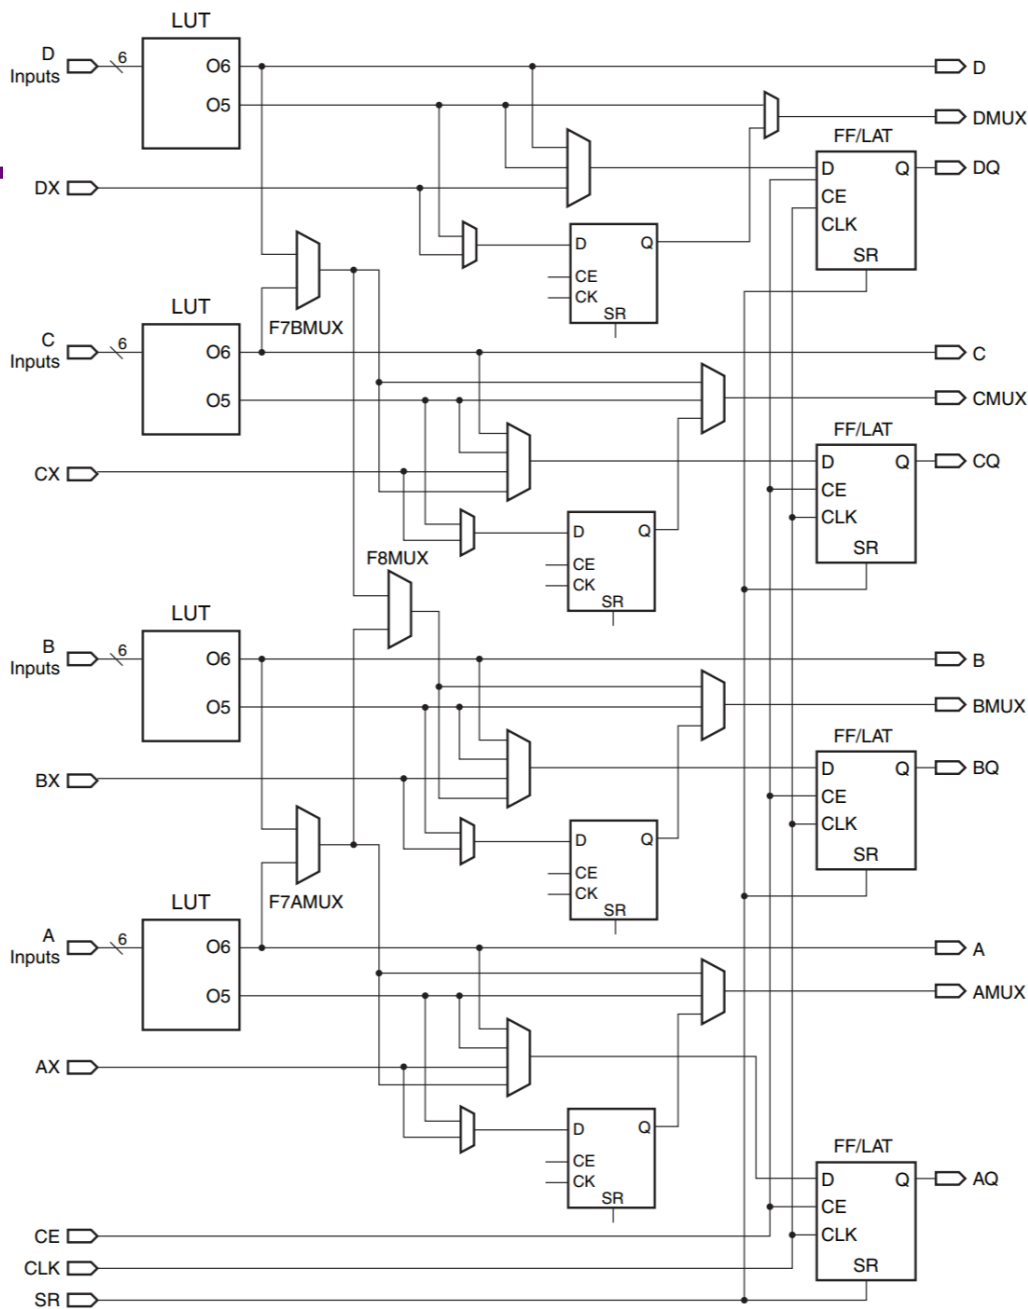 LUT
D
Inputs
6
O6
O5
D
DMUX
FF/LAT
D
Q
DQ
CE
CLK
SR
DX
D
Q
CE
CK
SR
F7BMUX
LUT
C
Inputs
6
O6
O5
C
CMUX
FF/LAT
D
Q
CQ
CE
CLK
SR
CX
D
Q
CE
CK
SR
F8MUX
LUT
B
Inputs
6
O6
O5
B
BMUX
FF/LAT
D
Q
BQ
CE
CLK
SR
BX
D
Q
CE
CK
SR
F7AMUX
LUT
A
Inputs
6
O6
O5
A
AMUX
AX
D
Q
CE
CK
SR
FF/LAT
D
Q
AQ
CE
CLK
SR
CE
CLK
SR